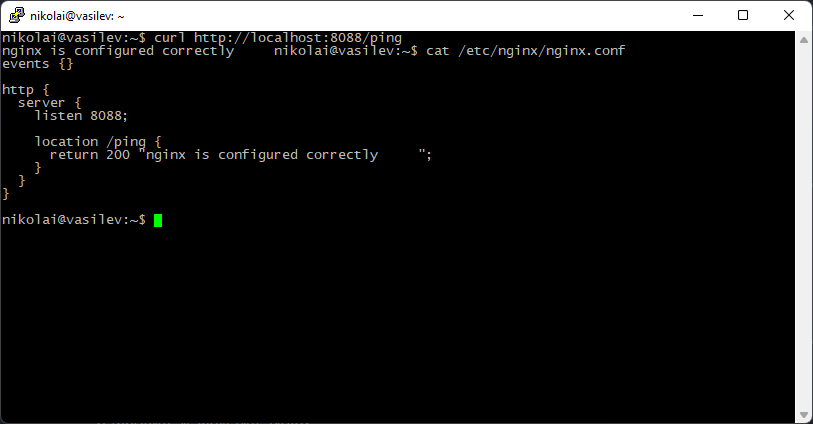 nikolai@vasilev: ~
nikolai@vasilev:~$ curl http://localhost:8088/ping
nginx is configured correctly     nikolai@vasilev:~$ cat /etc/nginx/nginx.conf
events {}
http {
  server {
    listen 8088;
    location /ping {
      return 200 "nginx is configured correctly     ";
    }
  }
}
nikolai@vasilev:~$